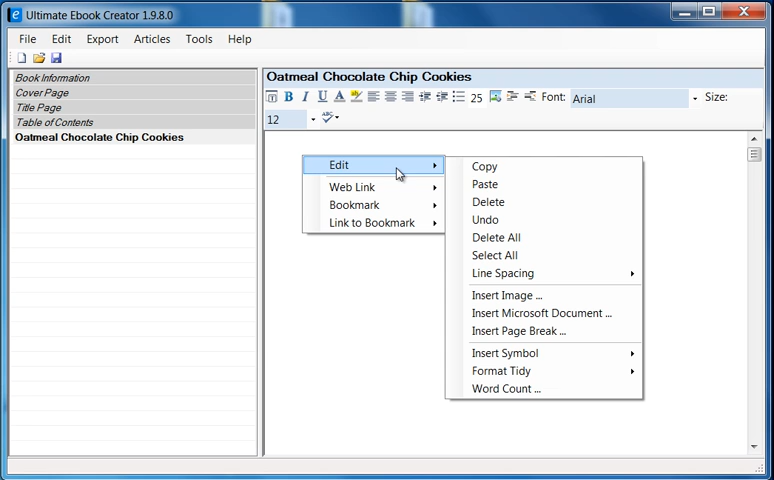 Ultimate Ebook Creator 1.9.8.0
File Edit Export Articles Tools Help
Book Information
Cover Page
Title Page
Table of Contents
Oatmeal Chocolate Chip Cookies
Oatmeal Chocolate Chip Cookies
B I U A 25 Font: Arial Size:
12
Edit
Web Link
Bookmark
Link to Bookmark
Copy
Paste
Delete
Undo
Delete All
Select All
Line Spacing
Insert Image ...
Insert Microsoft Document ...
Insert Page Break ...
Insert Symbol
Format Tidy
Word Count ...